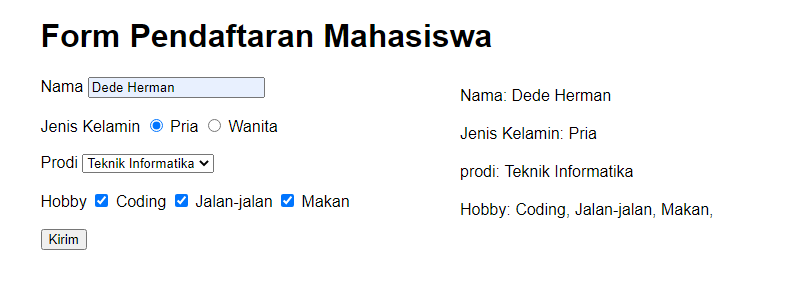 Form Pendaftaran Mahasiswa
Nama Dede Herman
Jenis Kelamin Pria Wanita
Prodi Teknik Informatika
Hobby Coding Jalan-jalan Makan
Kirim
Nama: Dede Herman
Jenis Kelamin: Pria
prodi: Teknik Informatika
Hobby: Coding, Jalan-jalan, Makan,